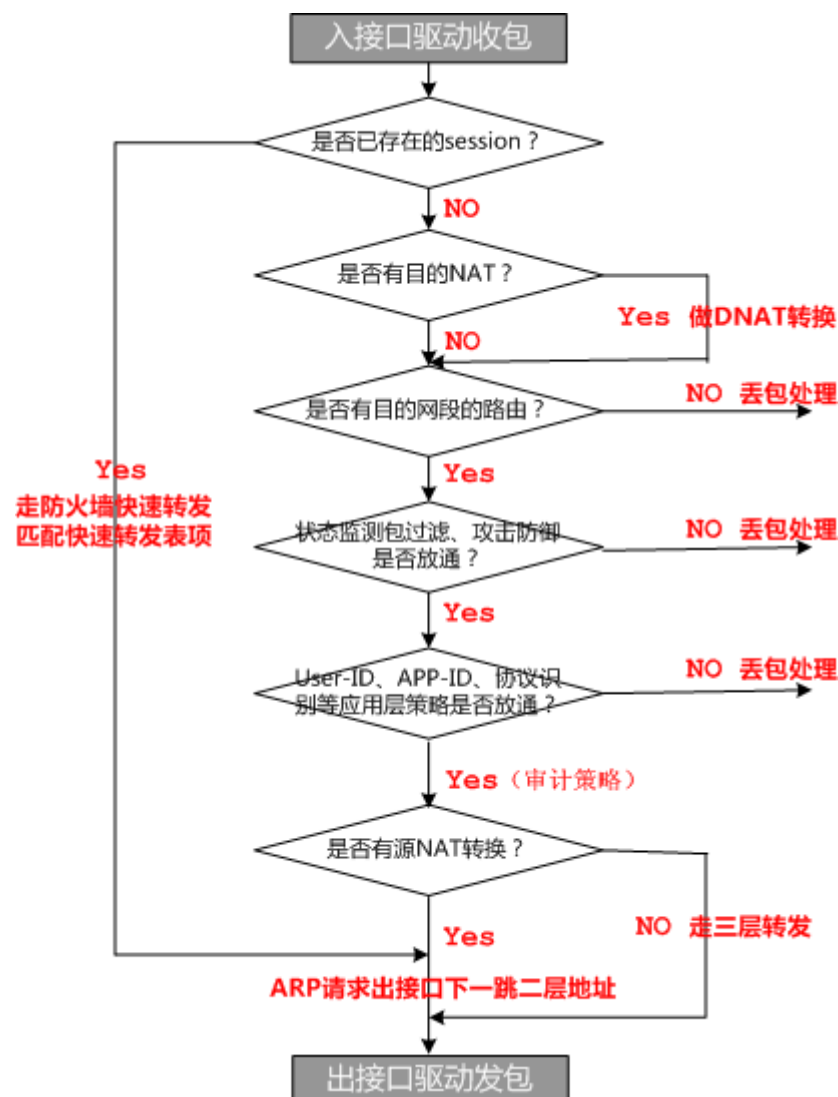 入接口驱动收包
是否已存在的session？
NO
是否有目的NAT？
Yes 做DNAT转换
NO
是否有目的网段的路由？
NO 丢包处理
Yes
Yes
走防火墙快速转发
匹配快速转发表项
状态监测包过滤、攻击防御
是否放通？
NO 丢包处理
Yes
User-ID、APP-ID、协议识
别等应用层策略是否放通？
NO 丢包处理
Yes（审计策略）
是否有源NAT转换？
NO 走三层转发
Yes
ARP请求出接口下一跳二层地址
出接口驱动发包